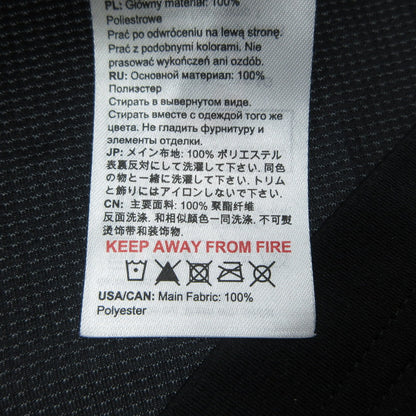 PL: Główny materiał: 100%
Poliestrowe
Prać po odwróceniu na lewą stronę.
Prać z podobnymi kolorami. Nie
prasować wykończeń ani ozdób.
RU: Основной материал: 100%
Полиэстер
Стирать в вывернутом виде.
Стирать вместе с одеждой того же
цвета. Не гладить фурнитуру и
элементы отделки.
JP: メイン布地: 100% ポリエステル
表裏反対にして洗濯して下さい. 同色
の物と一緒に洗濯して下さい. トリム
と飾りにはアイロンしないで下さい.
CN: 主要面料: 100% 聚酯纤维
反面洗涤. 和相似颜色一同洗涤. 不可熨
烫饰带和装饰物.
KEEP AWAY FROM FIRE
USA/CAN: Main Fabric: 100%
Polyester